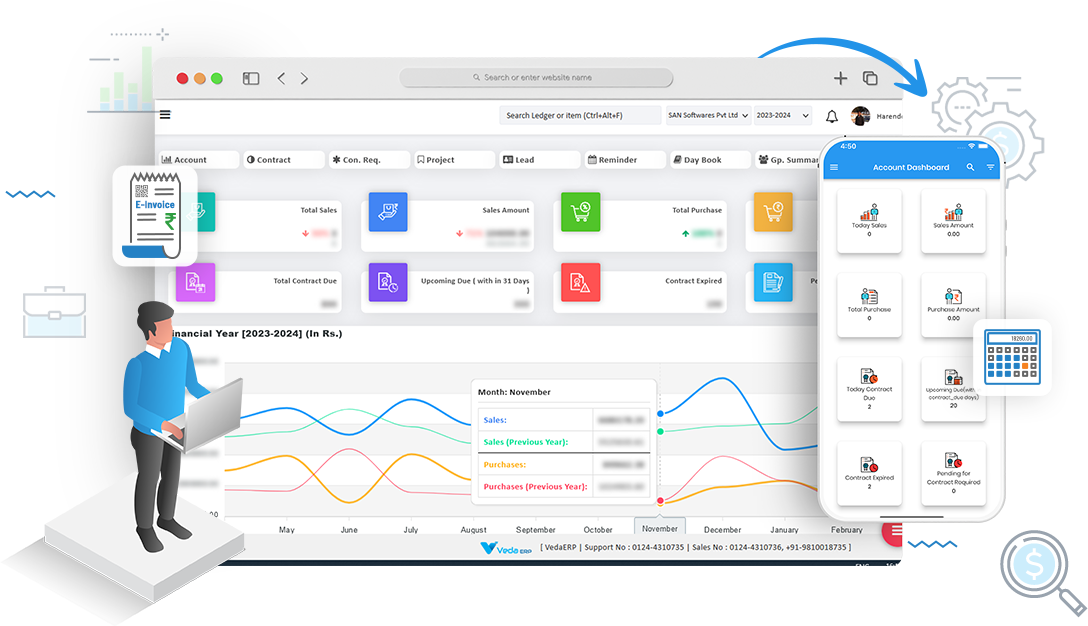 Search or enter website name
Search Ledger or item (Ctrl+Alt+F)
SAN Softwares Pvt Ltd
2023-2024
Account
Contract
Con. Req.
Project
Lead
Reminder
Day Book
E-invoice
₹
Total Sales
Sales Amount
Total Purchase
Total Contract Due
Upcoming Due ( with in 31 Days
)
Contract Expired
Financial Year [2023-2024] (In Rs.)
Month: November
Sales:
Sales (Previous Year):
Purchases:
Purchases (Previous Year):
May
June
July
August
September
October
November
December
January
February
Veda ERP
[ VedaERP | Support No : 0124-4310735 | Sales No : 0124-4310736, +91-9810018735 ]
4:50
Account Dashboard
Today Sales
0
Sales Amount
0.00
Total Purchase
0
Purchase Amount
0.00
Today Contract
Due
2
Upcoming Due(with
contract_due days)
20
Contract Expired
2
Pending for
Contract Required
0
18260.00
$
$